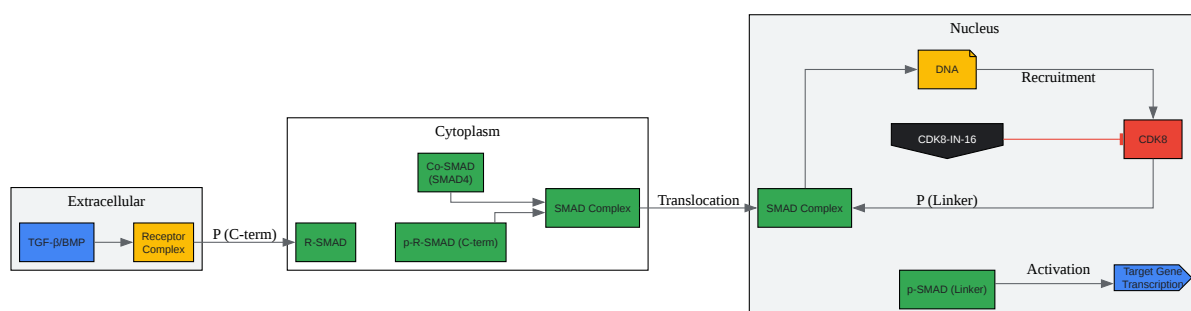 Extracellular
TGF-β/BMP
Receptor
Complex
P (C-term)
Cytoplasm
R-SMAD
Co-SMAD
(SMAD4)
p-R-SMAD (C-term)
SMAD Complex
Translocation
Nucleus
SMAD Complex
DNA
Recruitment
CDK8-IN-16
CDK8
P (Linker)
p-SMAD (Linker)
Activation
Target Gene
Transcription